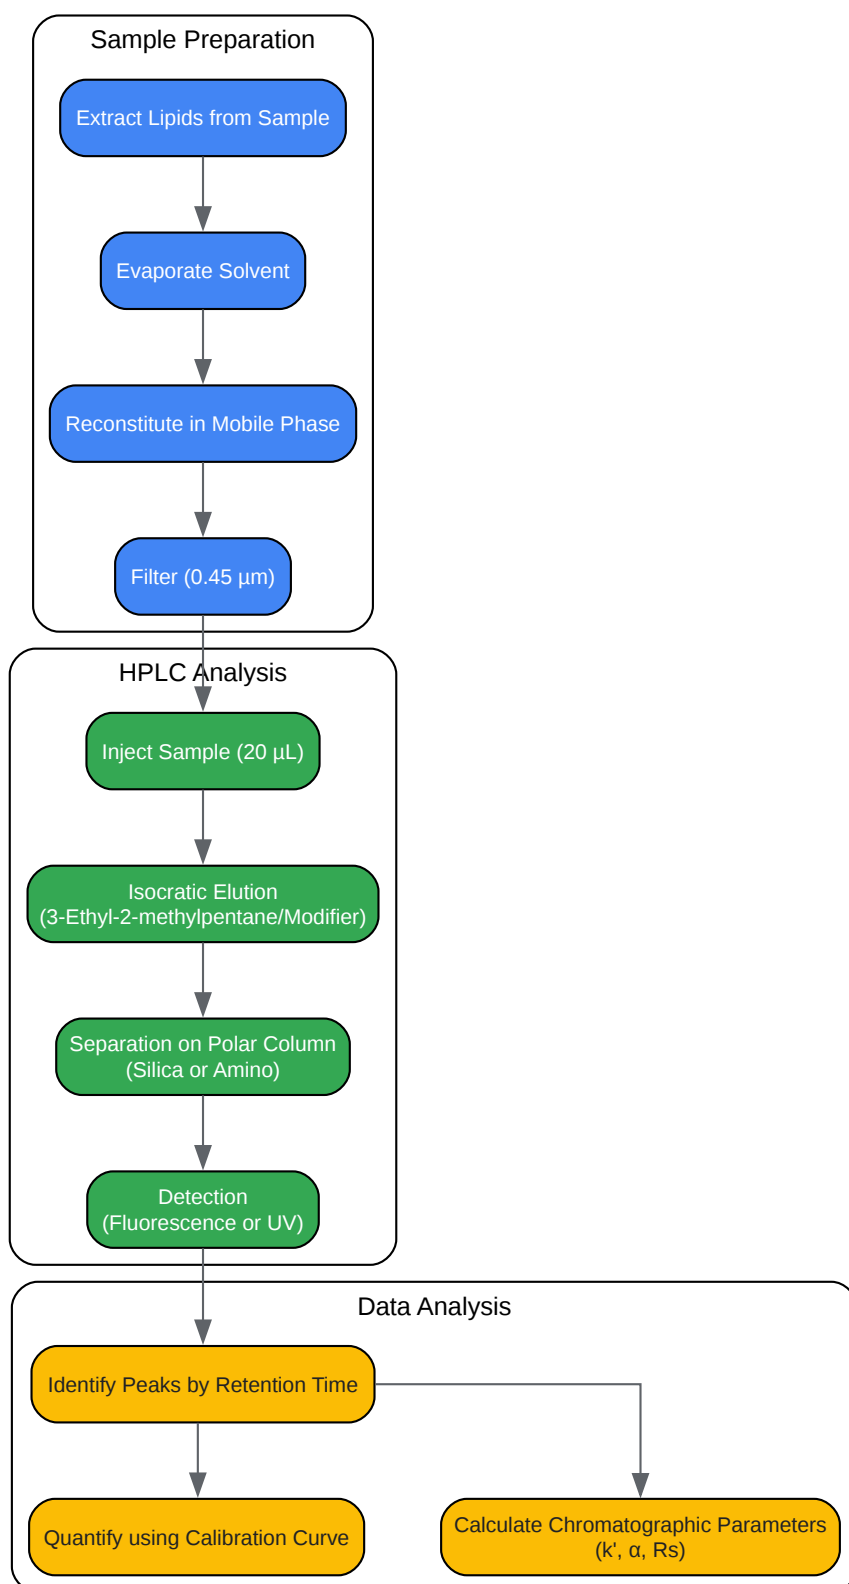 Sample Preparation
Extract Lipids from Sample
Evaporate Solvent
Reconstitute in Mobile Phase
Filter (0.45 µm)
HPLC Analysis
Inject Sample (20 µL)
Isocratic Elution
(3-Ethyl-2-methylpentane/Modifier)
Separation on Polar Column
(Silica or Amino)
Detection
(Fluorescence or UV)
Data Analysis
Identify Peaks by Retention Time
Quantify using Calibration Curve
Calculate Chromatographic Parameters
(k', α, Rs)